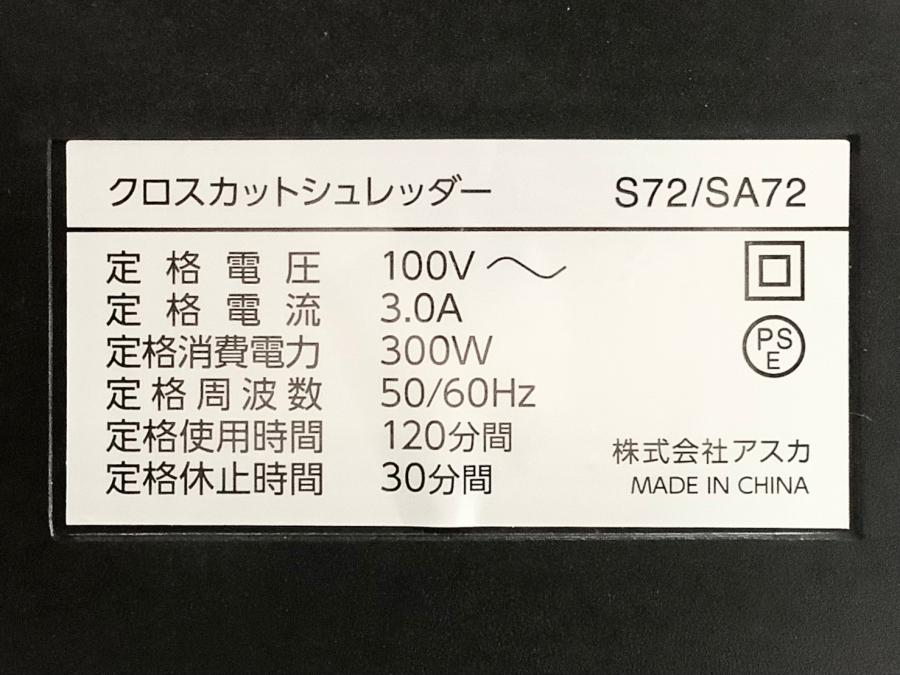 クロスカットシュレッダー S72/SA72
定格電圧 100V～
定格電流 3.0A
定格消費電力 300W
定格周波数 50/60Hz
定格使用時間 120分間
定格休止時間 30分間
PS
E
株式会社アスカ
MADE IN CHINA